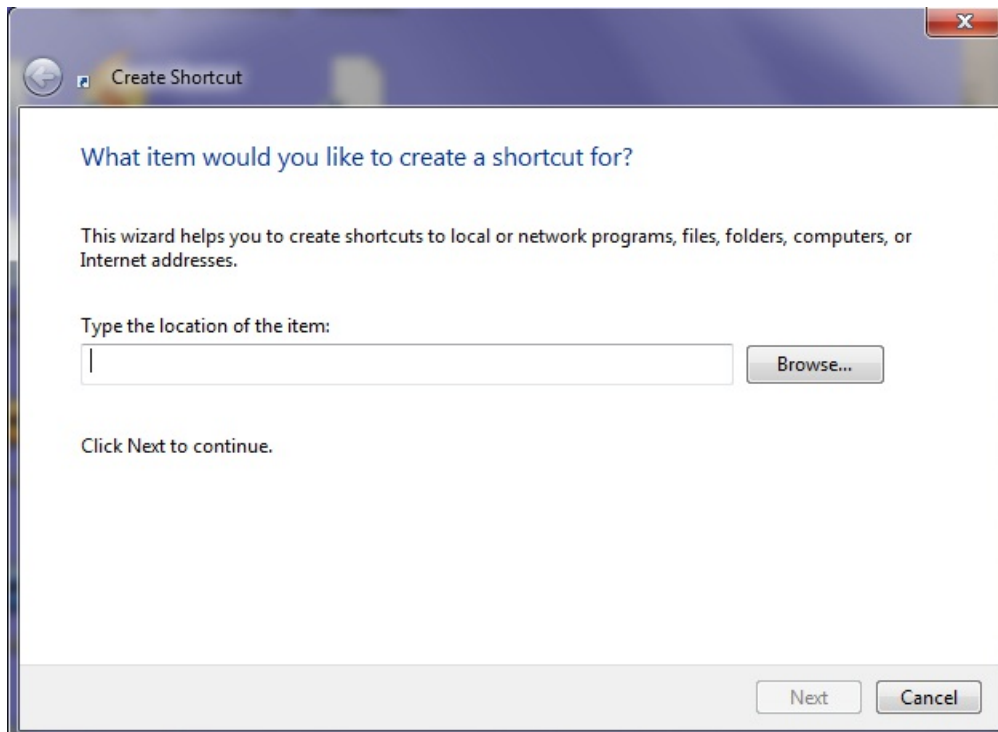 Create Shortcut
What item would you like to create a shortcut for?
This wizard helps you to create shortcuts to local or network programs, files, folders, computers, or
Internet addresses.
Type the location of the item:
Browse...
Click Next to continue.
Next
Cancel